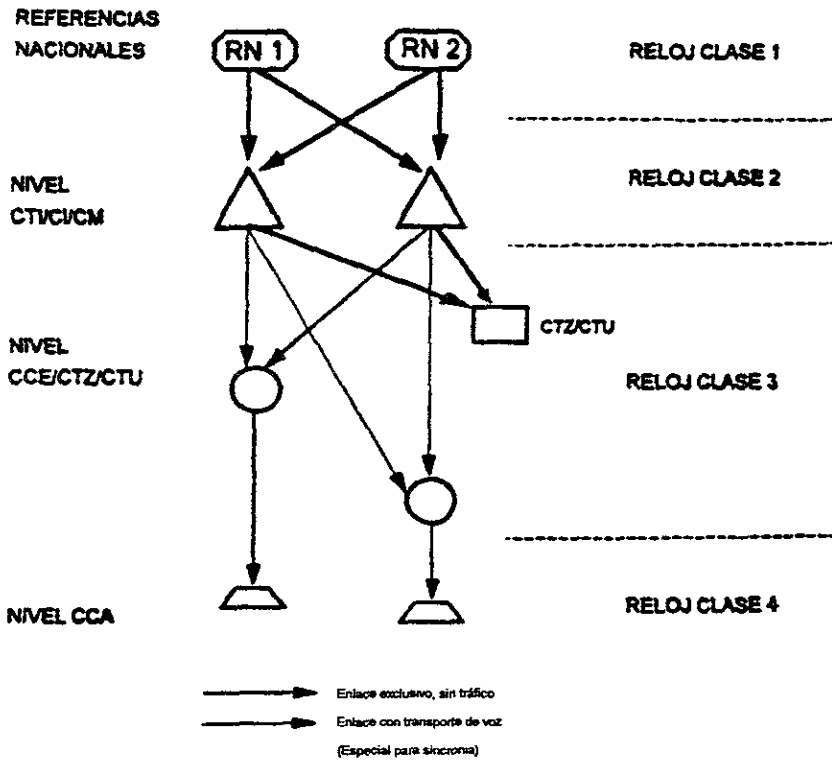 REFERENCIAS
NACIONALES
RN 1
RN 2
RELOJ CLASE 1
NIVEL
CTI/CI/CM
RELOJ CLASE 2
CTZ/CTU
NIVEL
CCE/CTZ/CTU
RELOJ CLASE 3
NIVEL CCA
RELOJ CLASE 4
Enlace exclusivo, sin tráfico
Enlace con transporte de voz
(Especial para sincronia)